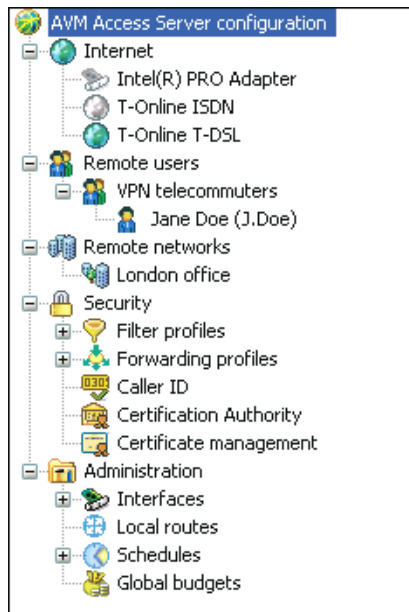 AVM Access Server configuration
Internet
Intel(R) PRO Adapter
T-Online ISDN
T-Online T-DSL
Remote users
VPN telecommuters
Jane Doe (J.Doe)
Remote networks
London office
Security
Filter profiles
Forwarding profiles
Caller ID
Certification Authority
Certificate management
Administration
Interfaces
Local routes
Schedules
Global budgets